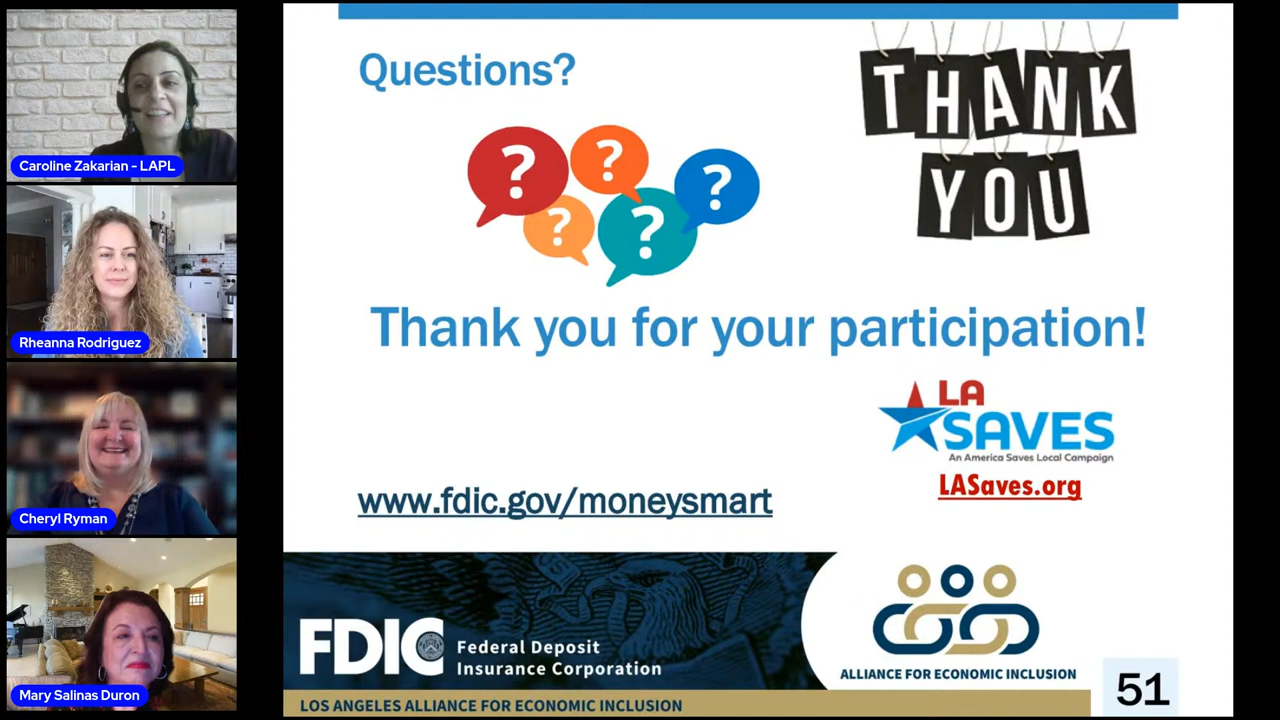 Caroline Zakarian - LAPL
Rheanna Rodriguez
Cheryl Ryman
Mary Salinas Duron
Questions?
? ? ? ? ?
THANK
YOU
Thank you for your participation!
LA
SAVES
An America Saves Local Campaign
LASaves.org
www.fdic.gov/moneysmart
FDIC
Federal Deposit
Insurance Corporation
ALLIANCE FOR ECONOMIC INCLUSION
LOS ANGELES ALLIANCE FOR ECONOMIC INCLUSION
51